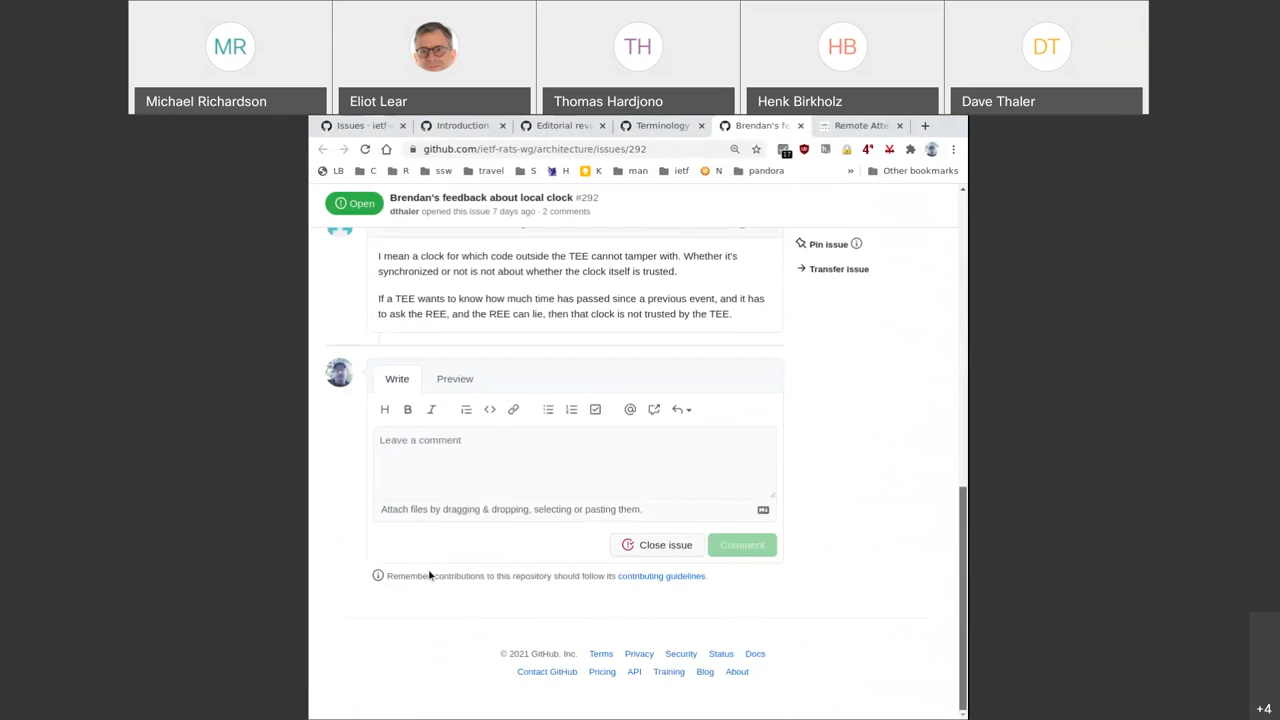 MR
TH
HB
DT
Michael Richardson
Eliot Lear
Thomas Hardjono
Henk Birkholz
Dave Thaler
Issues · ietf-
Introduction
Editorial rev
Terminology
Brendan's fe
Remote Atte
github.com/ietf-rats-wg/architecture/issues/292
17
LB C R ssw travel S H K man ietf N pandora » Other bookmarks
Open
Brendan's feedback about local clock #292
dthaler opened this issue 7 days ago · 2 comments
I mean a clock for which code outside the TEE cannot tamper with. Whether it's
synchronized or not is not about whether the clock itself is trusted.
If a TEE wants to know how much time has passed since a previous event, and it has
to ask the REE, and the REE can lie, then that clock is not trusted by the TEE.
Pin issue
Transfer issue
Write Preview
Leave a comment
Attach files by dragging & dropping, selecting or pasting them.
Close issue Comment
Remember contributions to this repository should follow its contributing guidelines.
© 2021 GitHub, Inc. Terms Privacy Security Status Docs
Contact GitHub Pricing API Training Blog About
+4